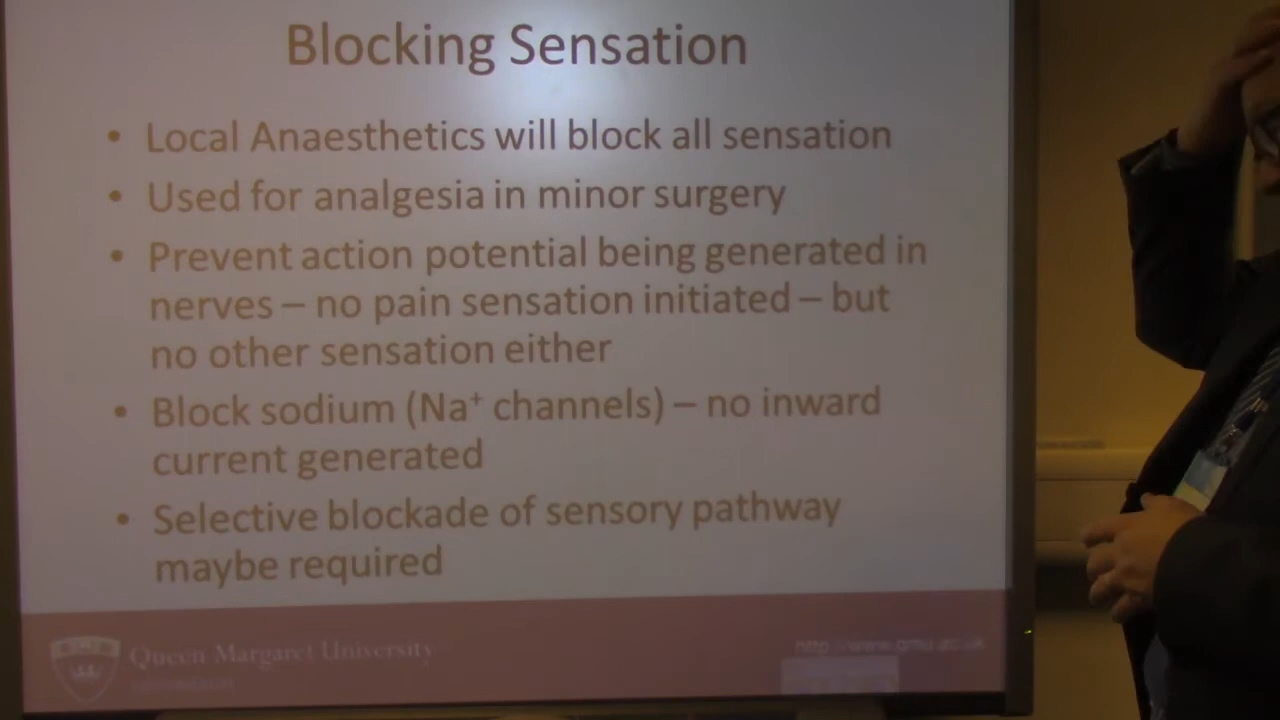 Blocking Sensation
• Local Anaesthetics will block all sensation
• Used for analgesia in minor surgery
• Prevent action potential being generated in
nerves – no pain sensation initiated – but
no other sensation either
• Block sodium (Na⁺ channels) – no inward
current generated
• Selective blockade of sensory pathway
maybe required
Queen Margaret University